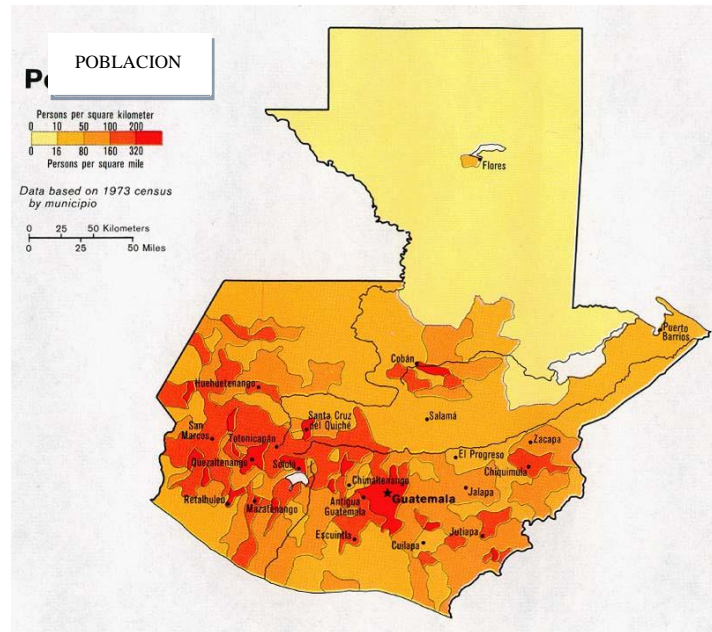 POBLACION
Persons per square kilometer
0 10 50 100 200
0 16 80 160 320
Persons per square mile
Data based on 1973 census
by municipio
0 25 50 Kilometers
0 25 50 Miles
Flores
Puerto
Barrios
Cobán
Huehuetenango
Santa Cruz
del Quiché
Salamá
San
Marcos
Totonicapán
Zacapa
El Progreso
Quezaltenango
Sololá
Chiquimula
Chimaltenango
Guatemala
Jalapa
Retalhuleu
Mazatenango
Antigua
Guatemala
Escuintla
Cuilapa
Jutiapa